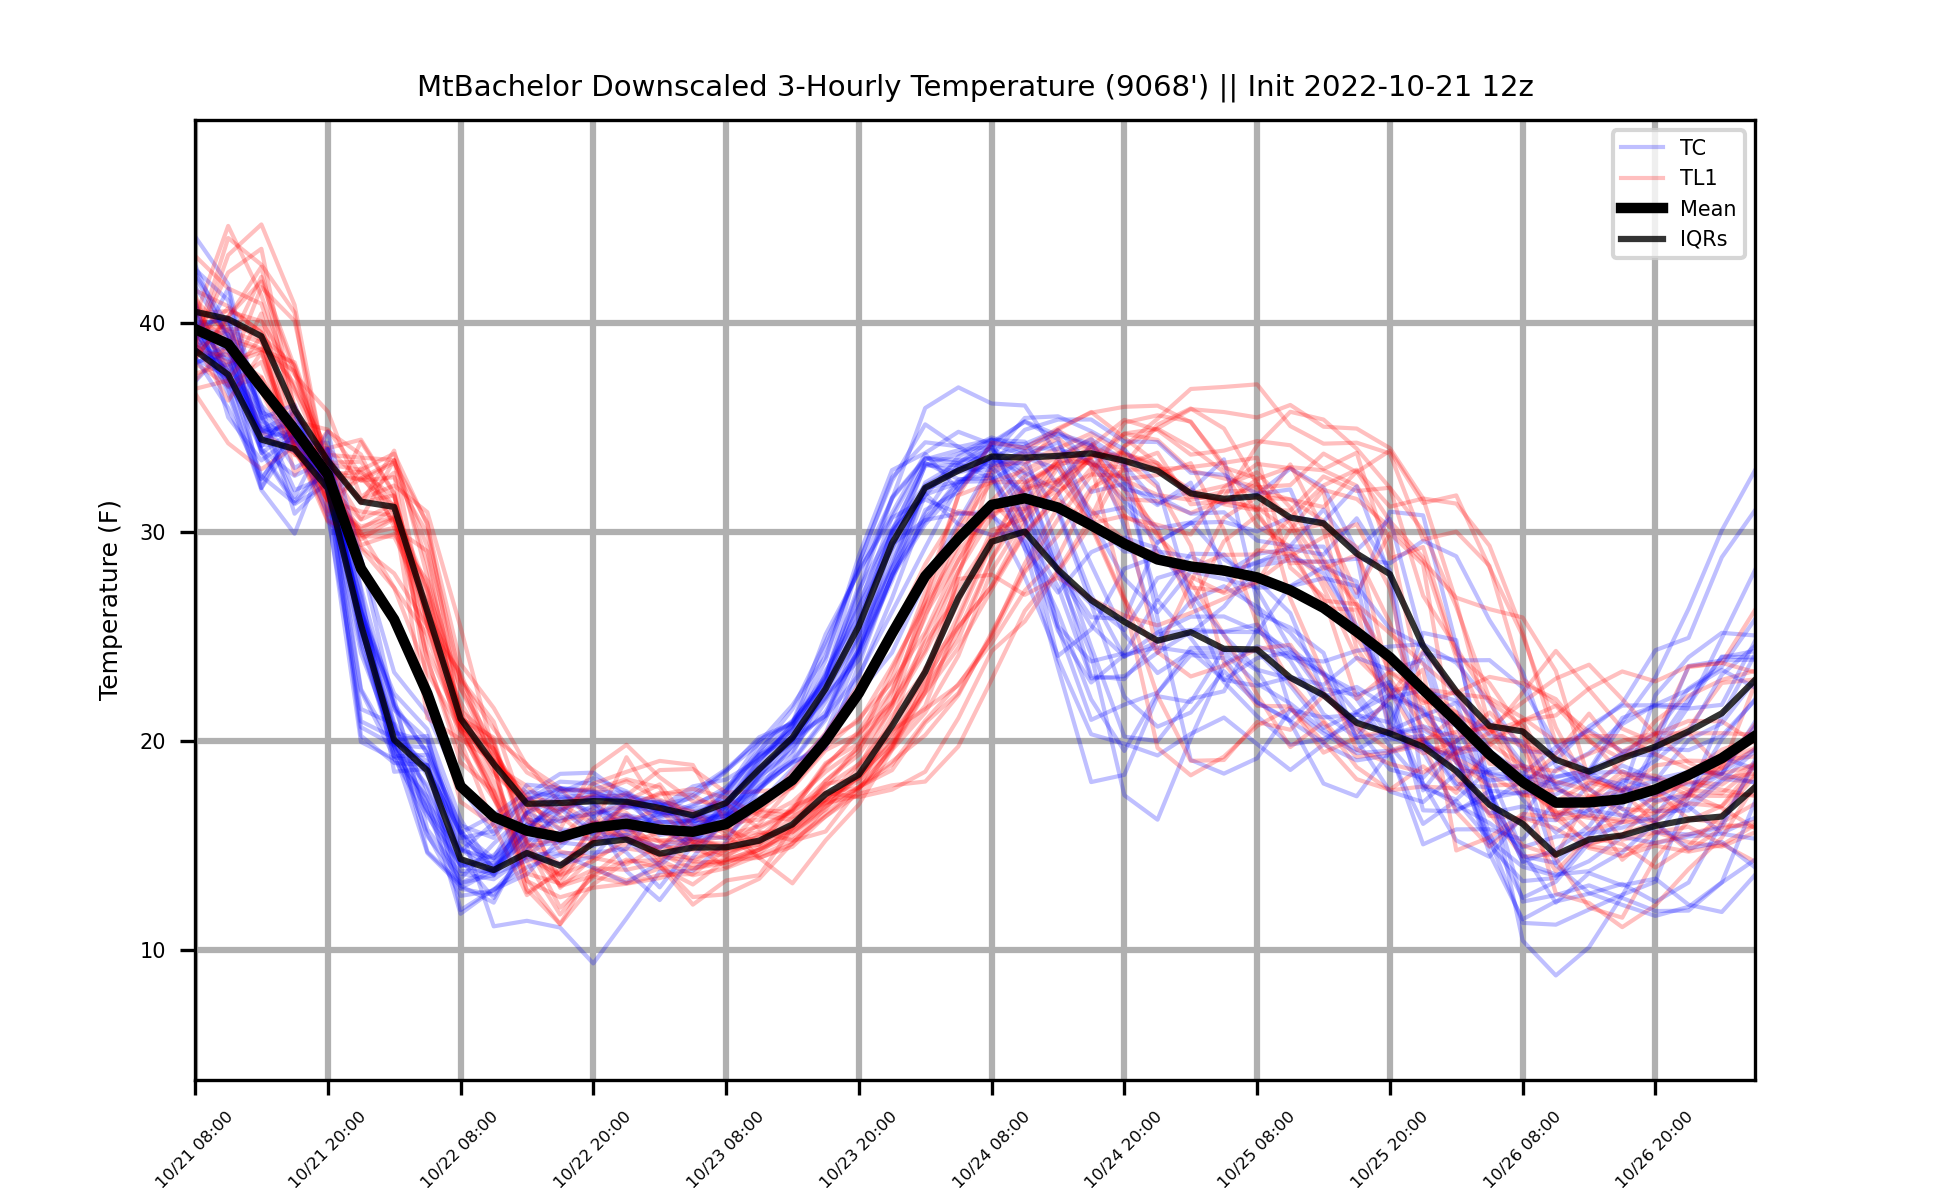 MtBachelor Downscaled 3-Hourly Temperature (9068') || Init 2022-10-21 12z
TC
TL1
Mean
IQRs
Temperature (F)
40
30
20
10
10/21 08:00
10/21 20:00
10/22 08:00
10/22 20:00
10/23 08:00
10/23 20:00
10/24 08:00
10/24 20:00
10/25 08:00
10/25 20:00
10/26 08:00
10/26 20:00